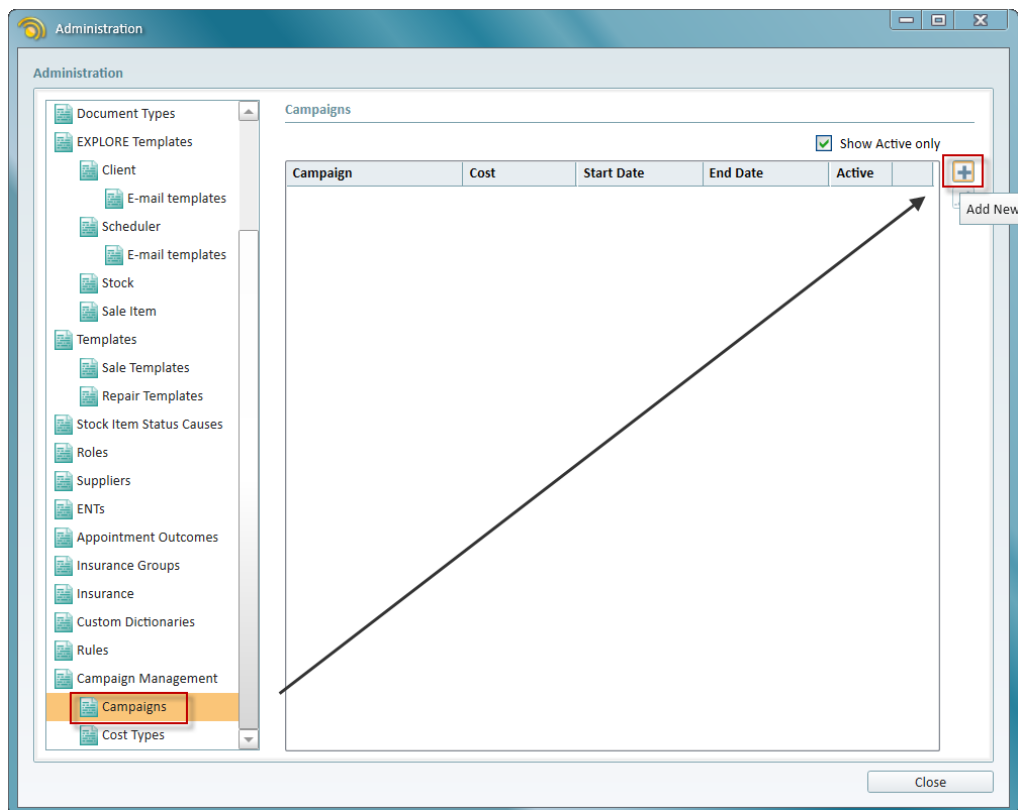 Administration
Administration
Document Types
EXPLORE Templates
Client
E-mail templates
Scheduler
E-mail templates
Stock
Sale Item
Templates
Sale Templates
Repair Templates
Stock Item Status Causes
Roles
Suppliers
ENTs
Appointment Outcomes
Insurance Groups
Insurance
Custom Dictionaries
Rules
Campaign Management
Campaigns
Cost Types
Campaigns
Show Active only
Campaign Cost Start Date End Date Active
Add New
Close